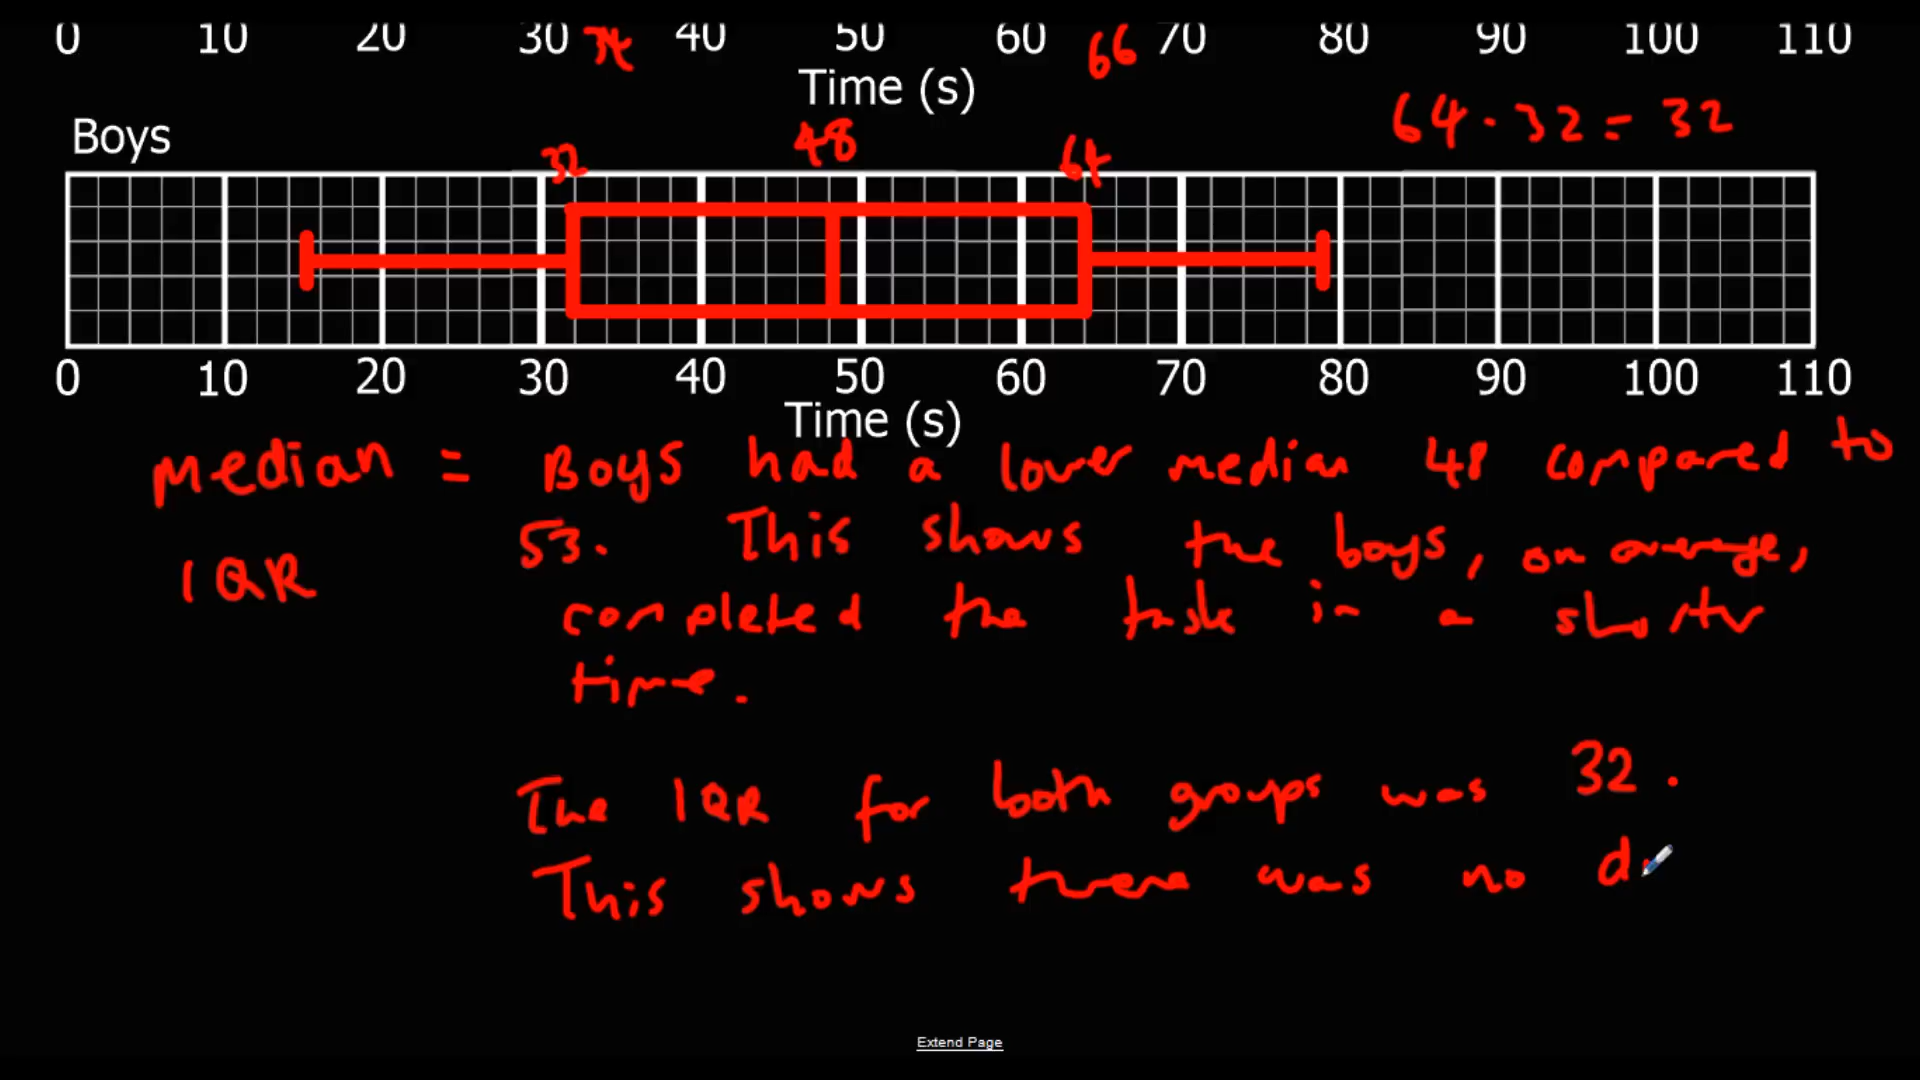 0 10 20 30 34 40 50 60 66 70 80 90 100 110
Time (s)
64 - 32 = 32
Boys
32 48 64
0 10 20 30 40 50 60 70 80 90 100 110
Time (s)
Median = Boys had a lower median 48 compared to
53. This shows the boys, on average,
IQR
completed the task in a shorter
time.
The IQR for both groups was 32.
This shows there was no d
Extend Page